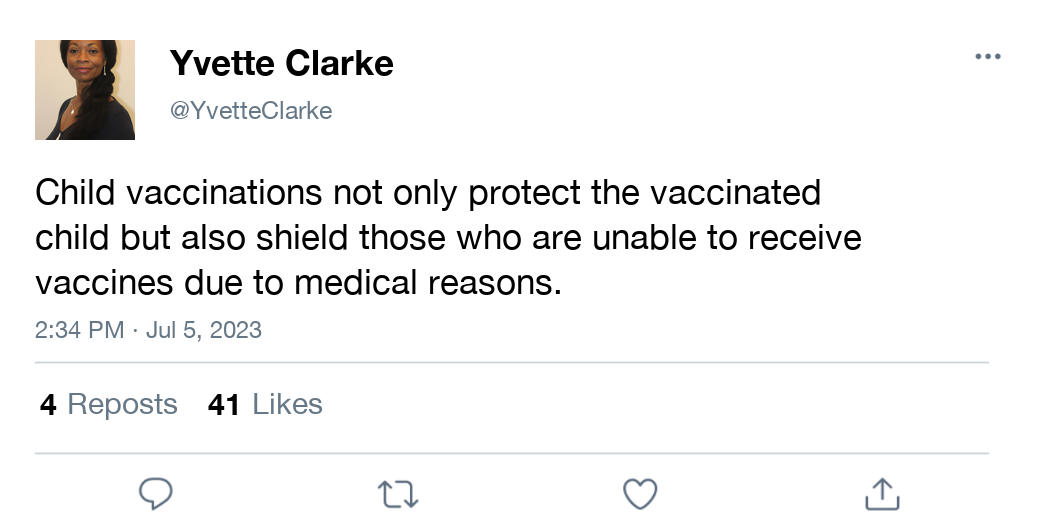 Yvette Clarke
@YvetteClarke
Child vaccinations not only protect the vaccinated
child but also shield those who are unable to receive
vaccines due to medical reasons.
2:34 PM · Jul 5, 2023
4 Reposts 41 Likes